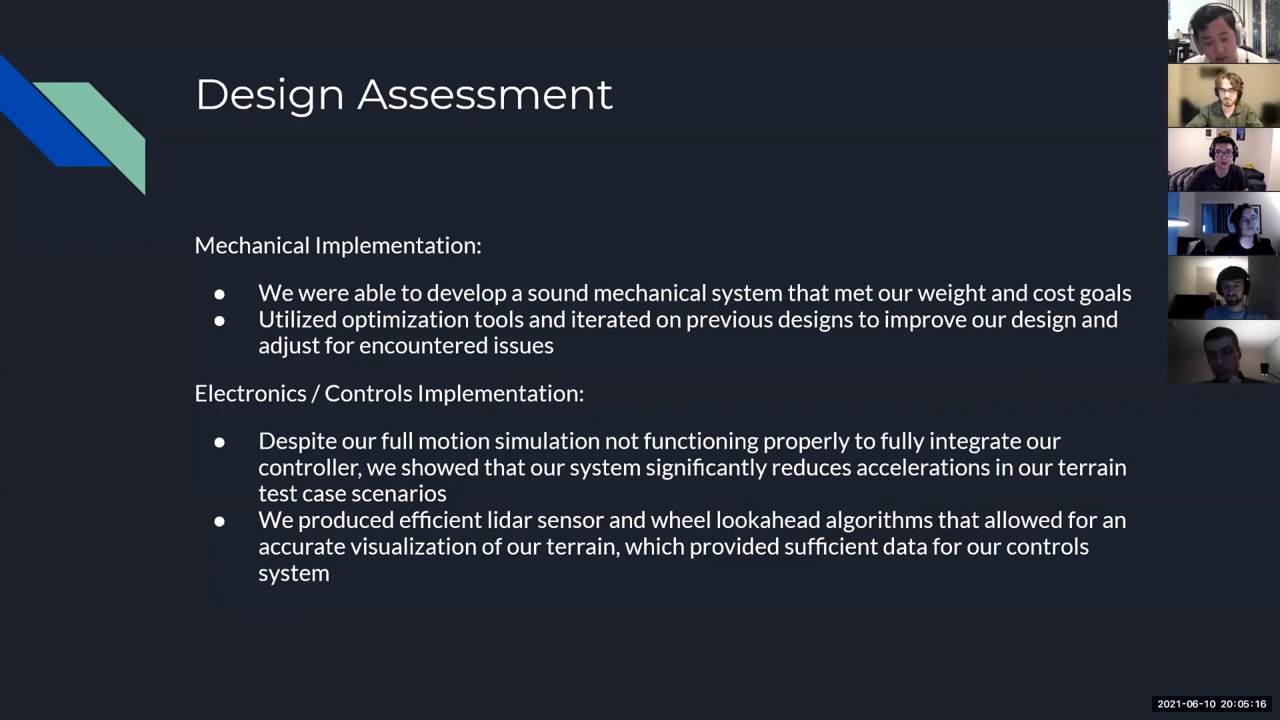 Design Assessment
Mechanical Implementation:
● We were able to develop a sound mechanical system that met our weight and cost goals
● Utilized optimization tools and iterated on previous designs to improve our design and
adjust for encountered issues
Electronics / Controls Implementation:
● Despite our full motion simulation not functioning properly to fully integrate our
controller, we showed that our system significantly reduces accelerations in our terrain
test case scenarios
● We produced efficient lidar sensor and wheel lookahead algorithms that allowed for an
accurate visualization of our terrain, which provided sufficient data for our controls
system
2021-06-10 20:05:16